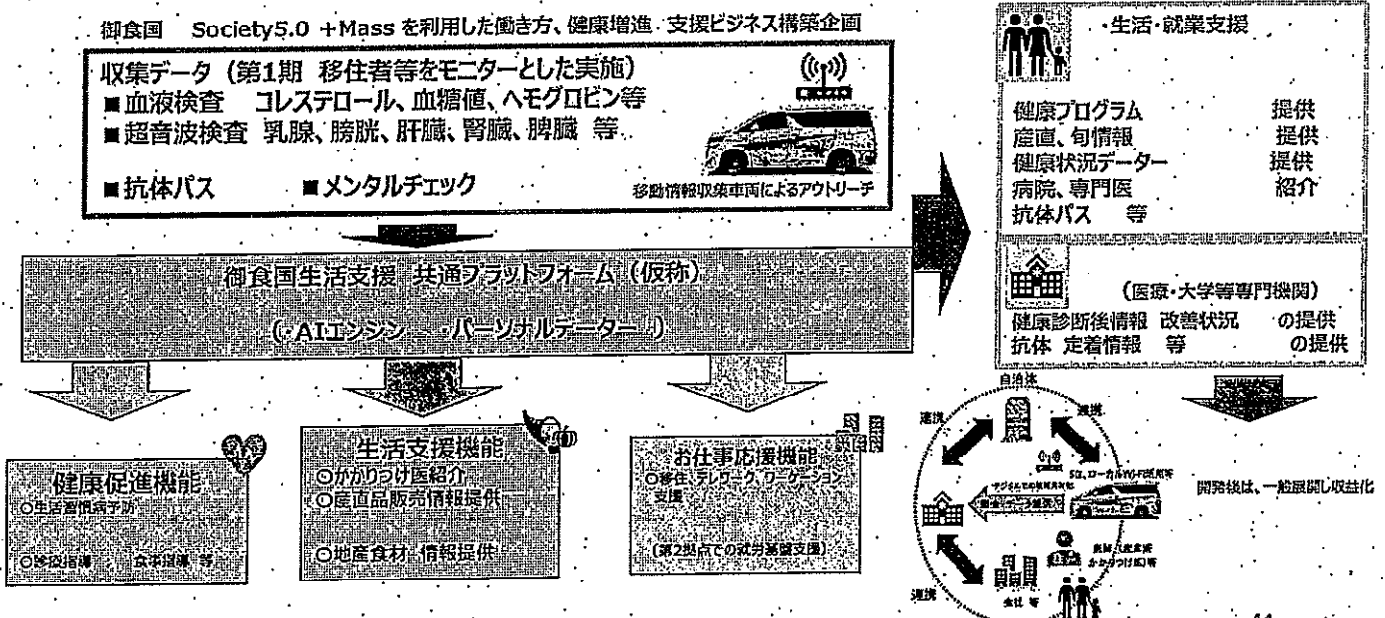 御食国 Society5.0 +Mass を利用した働き方、健康増進 支援ビジネス構築企画
収集データ（第1期 移住者等をモニターとした実施）
■血液検査 コレステロール、血糖値、ヘモグロビン等
■超音波検査 乳腺、膀胱、肝臓、腎臓、脾臓 等
■抗体パス ■メンタルチェック
移動情報収集車両によるアウトリーチ
御食国生活支援 共通プラットフォーム（仮称）
（・AIエンジン ・パーソナルデーター ）
健康促進機能
○生活習慣病予防
食事指導 等
生活支援機能
○かかりつけ医紹介
○産直品販売情報提供
○地産食材 情報提供
お仕事応援機能
○移住、テレワーク、ワーケーション
支援
（第2拠点での就労基盤支援）
・生活・就業支援
健康プログラム 提供
産直、旬情報 提供
健康状況データー 提供
病院、専門医 紹介
抗体パス 等
（医療・大学等専門機関）
健康診断後情報 改善状況 の提供
抗体 定着情報 等 の提供
自治体
連携
連携
連携
会社 等
開発後は、一般展開し収益化